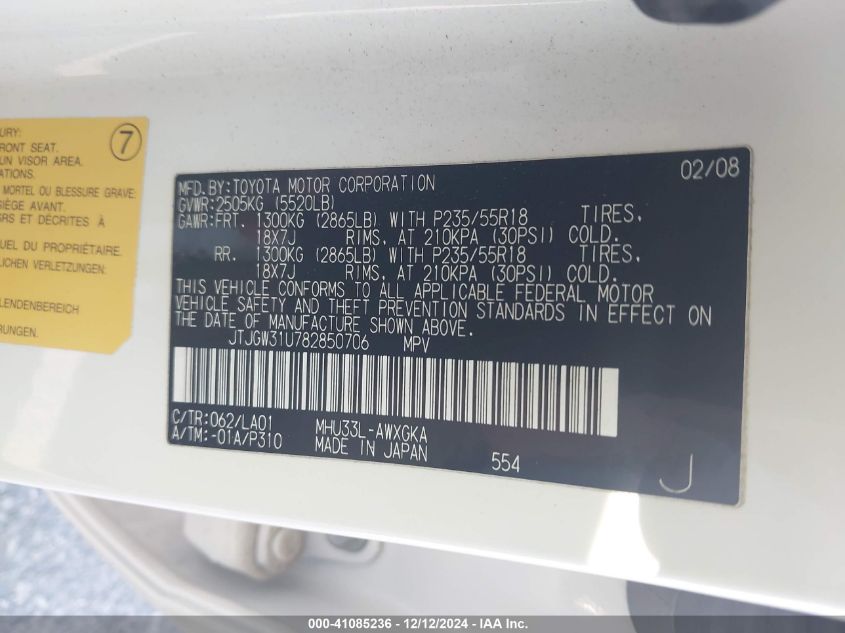 URY:
RONT SEAT.
UN VISOR AREA.
ATIONS.
MORTEL OU BLESSURE GRAVE:
IÈGE AVANT.
RS ET DÉCRITES À
UEL DU PROPRIÉTAIRE.
LICHEN VERLETZUNGEN:
LENDENBEREICH
RUNGEN.
7
02/08
MFD.BY:TOYOTA MOTOR CORPORATION
GVWR:2505KG (5520LB)
GAWR:FRT. 1300KG (2865LB) WITH P235/55R18 TIRES,
18X7J RIMS, AT 210KPA (30PSI) COLD.
RR. 1300KG (2865LB) WITH P235/55R18 TIRES,
18X7J RIMS, AT 210KPA (30PSI) COLD.
THIS VEHICLE CONFORMS TO ALL APPLICABLE FEDERAL MOTOR
VEHICLE SAFETY AND THEFT PREVENTION STANDARDS IN EFFECT ON
THE DATE OF MANUFACTURE SHOWN ABOVE.
JTJGW31U782850706 MPV
C/TR:062/LA01 MHU33L-AWXGKA
A/TM:-01A/P310 MADE IN JAPAN
554
J
000-41085236 - 12/12/2024 - IAA Inc.